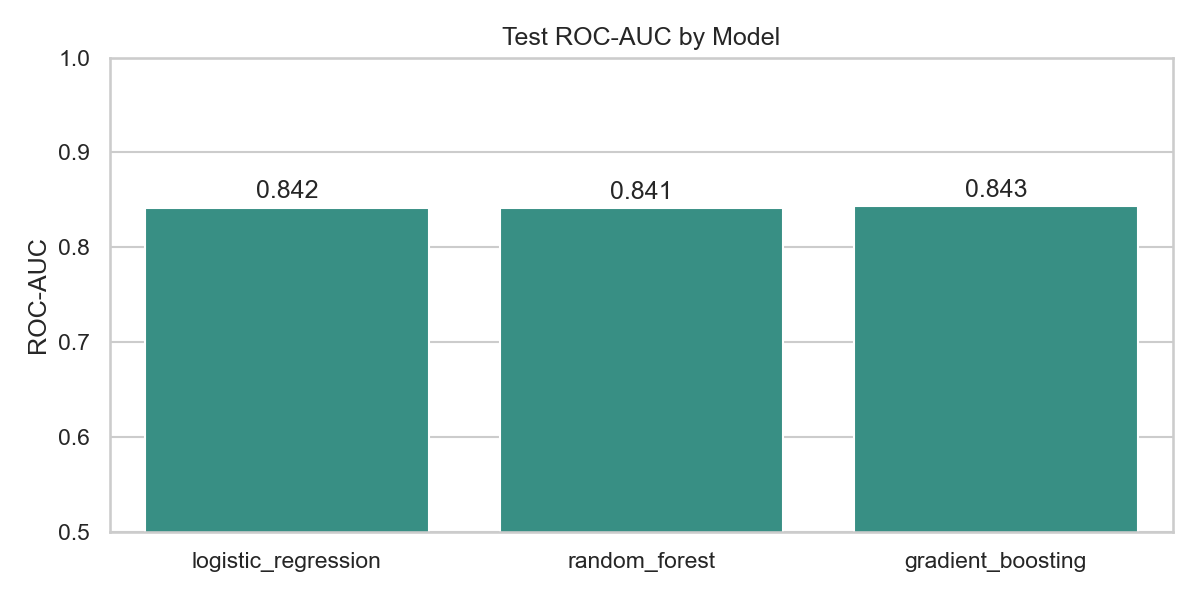 Test ROC-AUC by Model
1.0
0.9
0.8
0.7
0.6
0.5
ROC-AUC
0.842
0.841
0.843
logistic_regression
random_forest
gradient_boosting